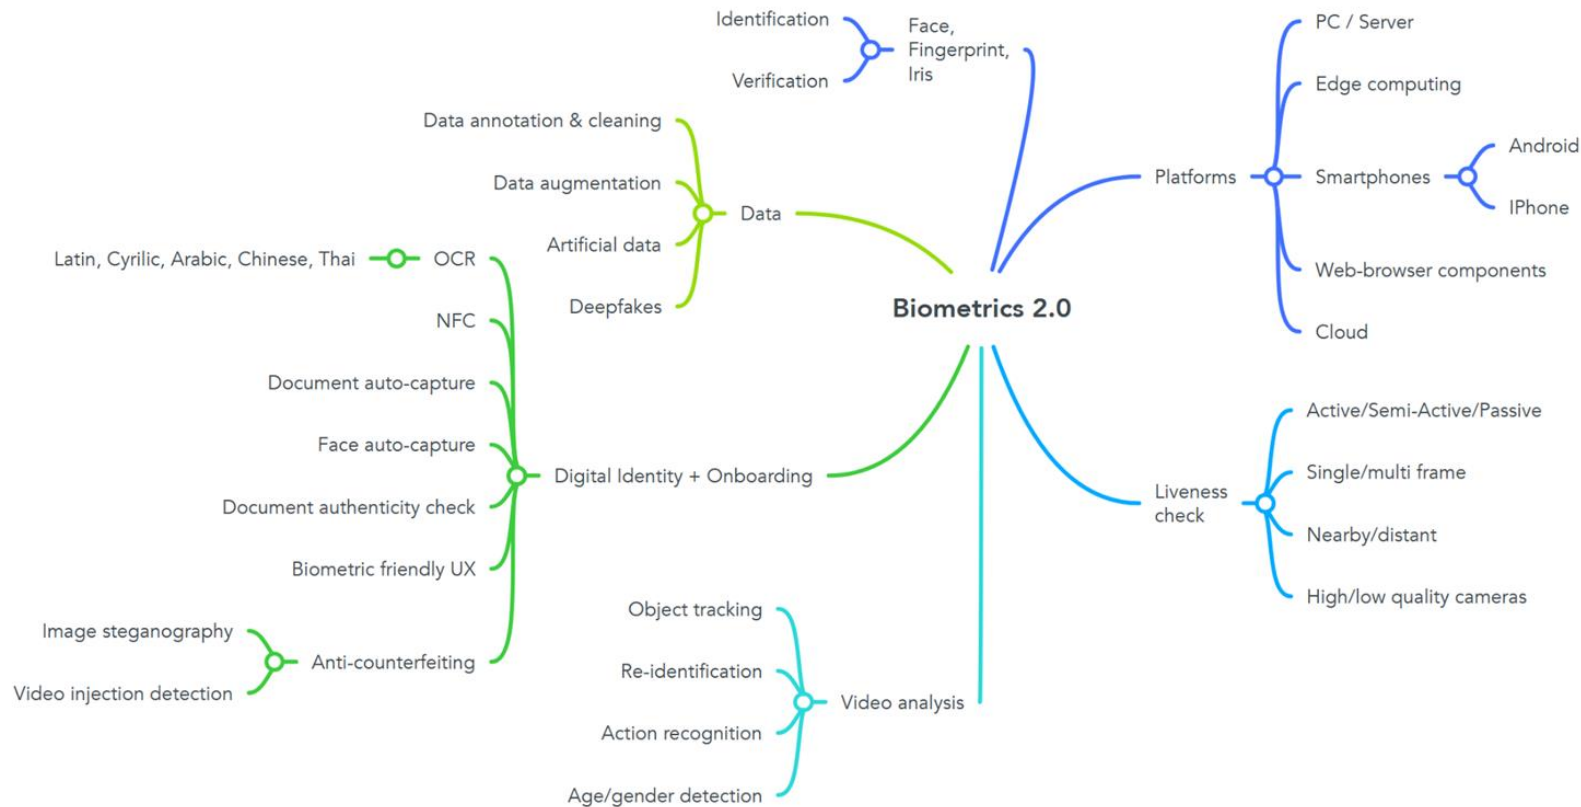 Identification
Verification
Face,
Fingerprint,
Iris
PC / Server
Edge computing
Platforms
Smartphones
Android
IPhone
Web-browser components
Cloud
Data annotation & cleaning
Data augmentation
Artificial data
Deepfakes
Data
Biometrics 2.0
Latin, Cyrilic, Arabic, Chinese, Thai
OCR
NFC
Document auto-capture
Face auto-capture
Document authenticity check
Biometric friendly UX
Anti-counterfeiting
Image steganography
Video injection detection
Digital Identity + Onboarding
Liveness
check
Active/Semi-Active/Passive
Single/multi frame
Nearby/distant
High/low quality cameras
Object tracking
Re-identification
Action recognition
Age/gender detection
Video analysis